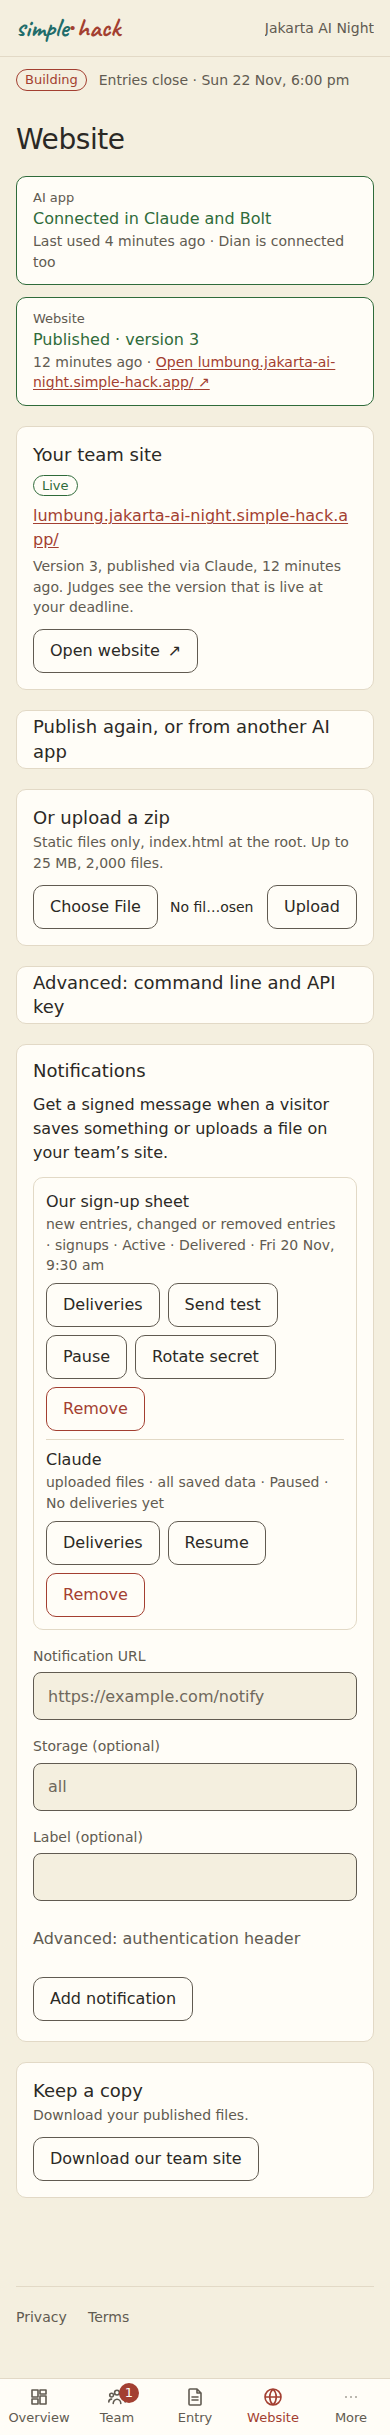 simple·hack
Jakarta AI Night
Building
Entries close · Sun 22 Nov, 6:00 pm
Website
AI app
Connected in Claude and Bolt
Last used 4 minutes ago · Dian is connected
too
Website
Published · version 3
12 minutes ago · Open lumbung.jakarta-ai-
night.simple-hack.app/ ↗
Your team site
Live
lumbung.jakarta-ai-night.simple-hack.a
pp/
Version 3, published via Claude, 12 minutes
ago. Judges see the version that is live at
your deadline.
Open website ↗
Publish again, or from another AI
app
Or upload a zip
Static files only, index.html at the root. Up to
25 MB, 2,000 files.
Choose File
No fil…osen
Upload
Advanced: command line and API
key
Notifications
Get a signed message when a visitor
saves something or uploads a file on
your team’s site.
Our sign-up sheet
new entries, changed or removed entries
· signups · Active · Delivered · Fri 20 Nov,
9:30 am
Deliveries
Send test
Pause
Rotate secret
Remove
Claude
uploaded files · all saved data · Paused ·
No deliveries yet
Deliveries
Resume
Remove
Notification URL
https://example.com/notify
Storage (optional)
all
Label (optional)
Advanced: authentication header
Add notification
Keep a copy
Download your published files.
Download our team site
Privacy
Terms
1
Overview
Team
Entry
Website
More